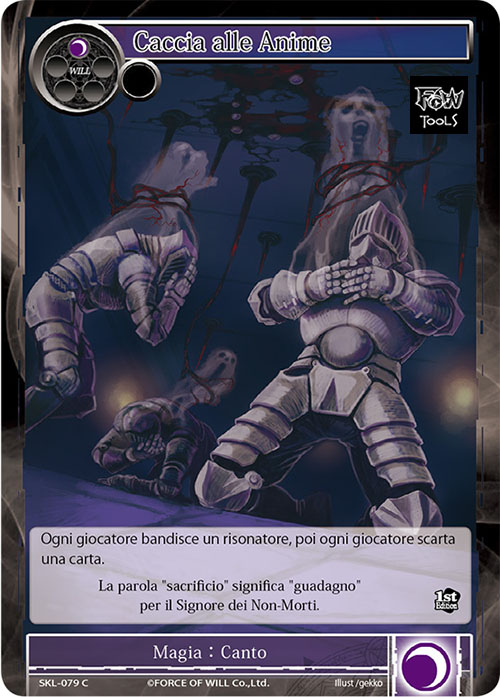 Caccia alle Anime
WILL
FOW
TOOLS
Ogni giocatore bandisce un risonatore, poi ogni giocatore scarta
una carta.
La parola "sacrificio" significa "guadagno"
per il Signore dei Non-Morti.
1st
Edition
Magia : Canto
SKL-079 C ©FORCE OF WILL Co.,Ltd. Illust/gekko